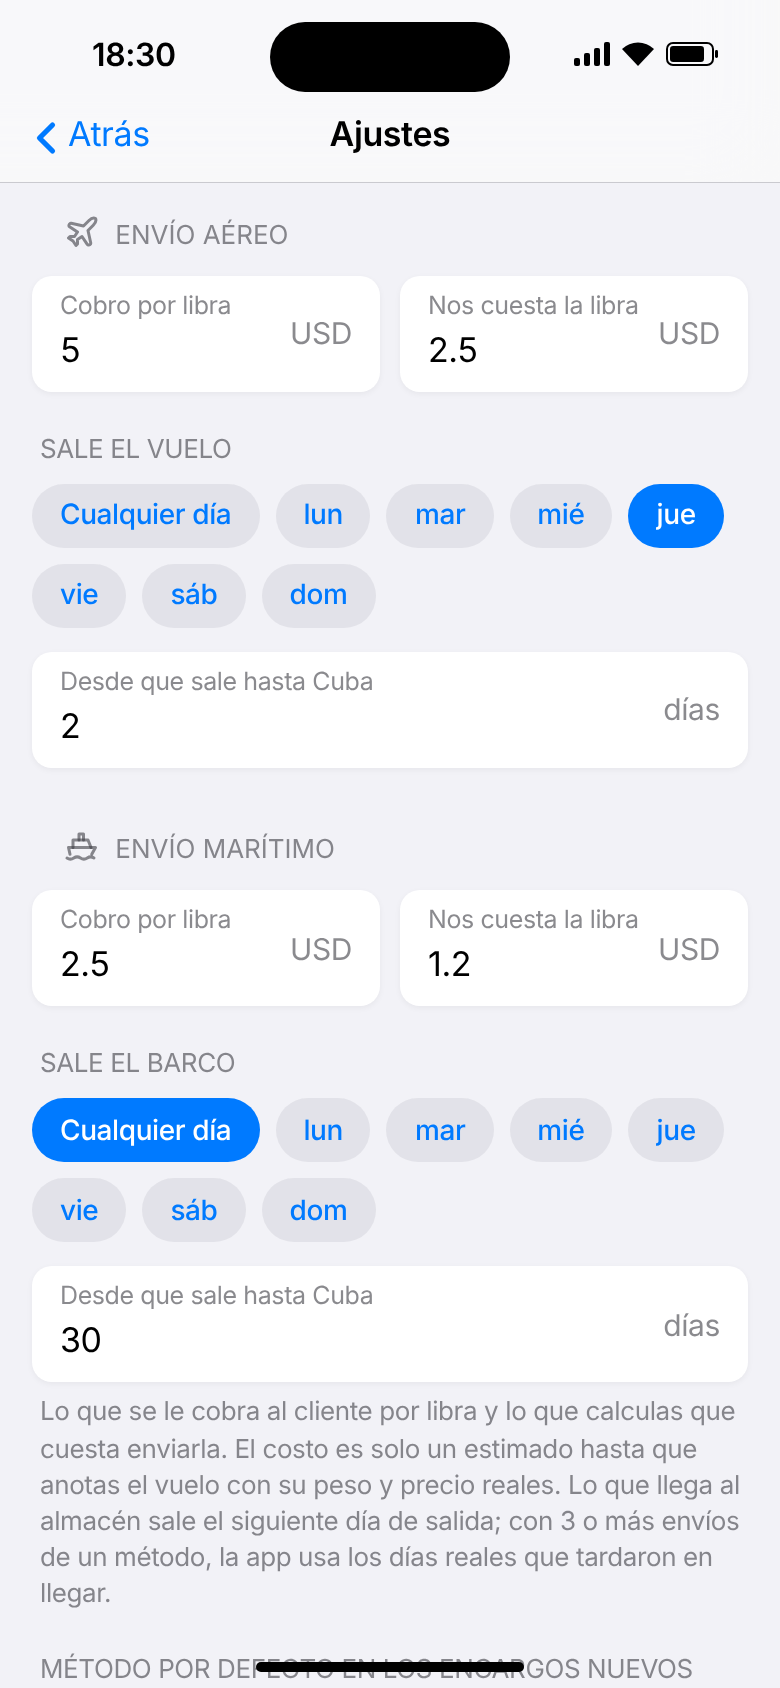 18:30
Atrás
Ajustes
ENVÍO AÉREO
Cobro por libra
5
USD
Nos cuesta la libra
2.5
USD
SALE EL VUELO
Cualquier día
lun
mar
mié
jue
vie
sáb
dom
Desde que sale hasta Cuba
2
días
ENVÍO MARÍTIMO
Cobro por libra
2.5
USD
Nos cuesta la libra
1.2
USD
SALE EL BARCO
Cualquier día
lun
mar
mié
jue
vie
sáb
dom
Desde que sale hasta Cuba
30
días
Lo que se le cobra al cliente por libra y lo que calculas que
cuesta enviarla. El costo es solo un estimado hasta que
anotas el vuelo con su peso y precio reales. Lo que llega al
almacén sale el siguiente día de salida; con 3 o más envíos
de un método, la app usa los días reales que tardaron en
llegar.
MÉTODO POR DEFECTO EN LOS ENCARGOS NUEVOS